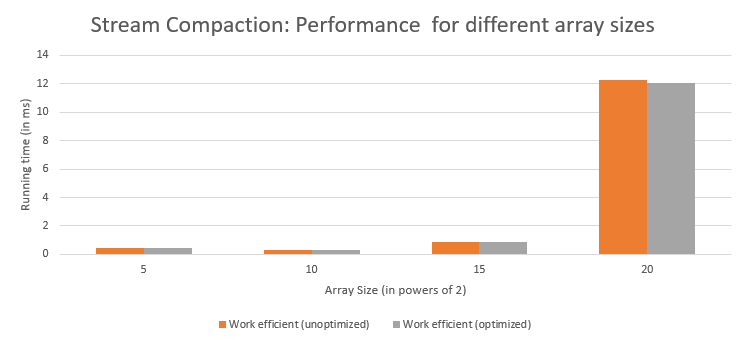 Stream Compaction: Performance  for different array sizes
14
12
10
8
6
4
2
0
Running time (in ms)
5 10 15 20
Array Size (in powers of 2)
Work efficient (unoptimized) Work efficient (optimized)